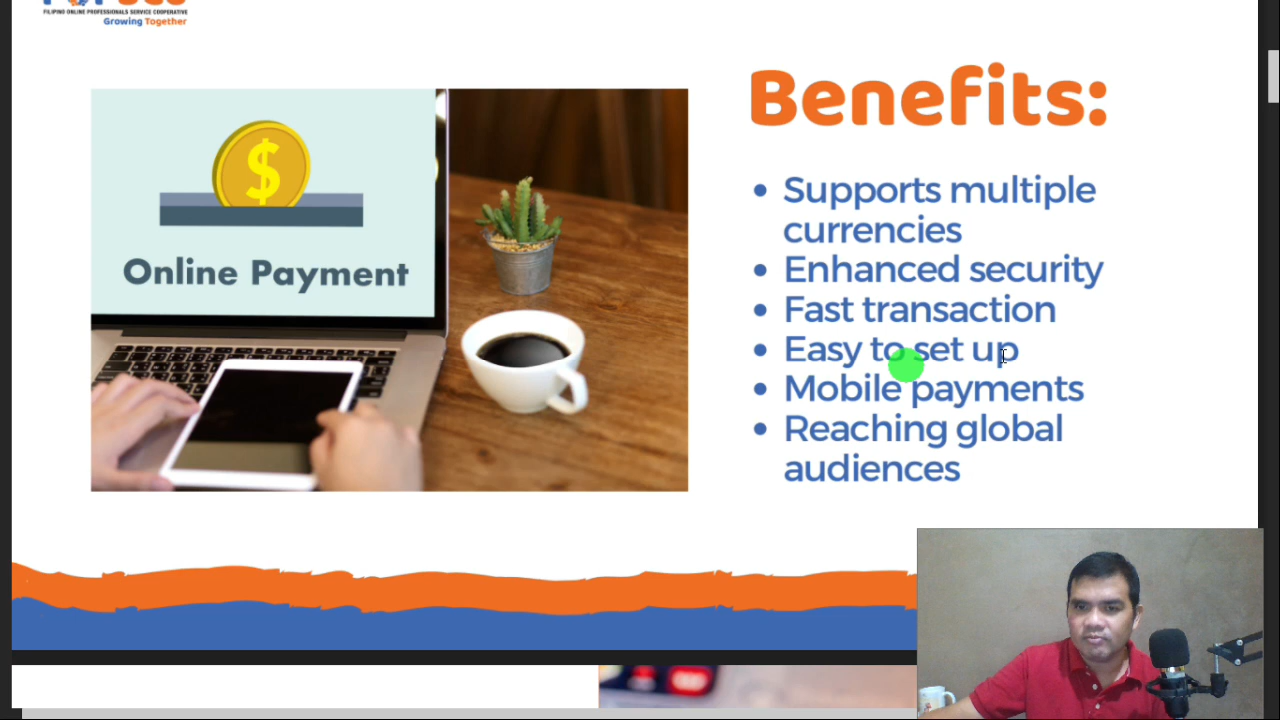 FILIPINO ONLINE PROFESSIONALS SERVICE COOPERATIVE
Growing Together
Benefits:
• Supports multiple
currencies
• Enhanced security
• Fast transaction
• Easy to set up
• Mobile payments
• Reaching global
audiences
$
Online Payment